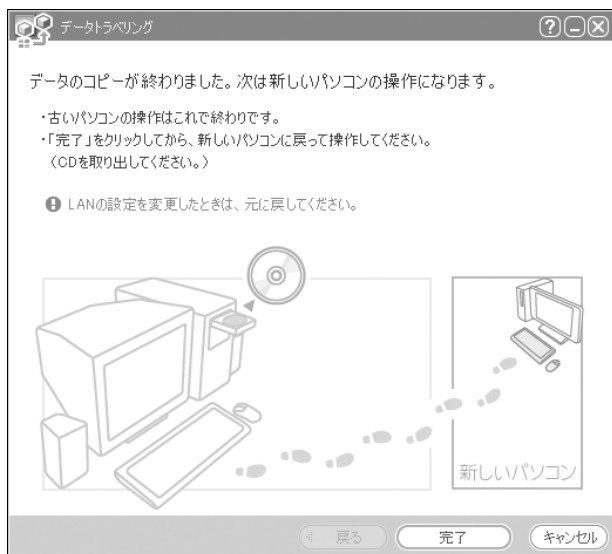 データトラベリング
データのコピーが終わりました。次は新しいパソコンの操作になります。
・古いパソコンの操作はこれで終わりです。
・「完了」をクリックしてから、新しいパソコンに戻って操作してください。
（CDを取り出してください。）
LANの設定を変更したときは、元に戻してください。
新しいパソコン
戻る 完了 キャンセル